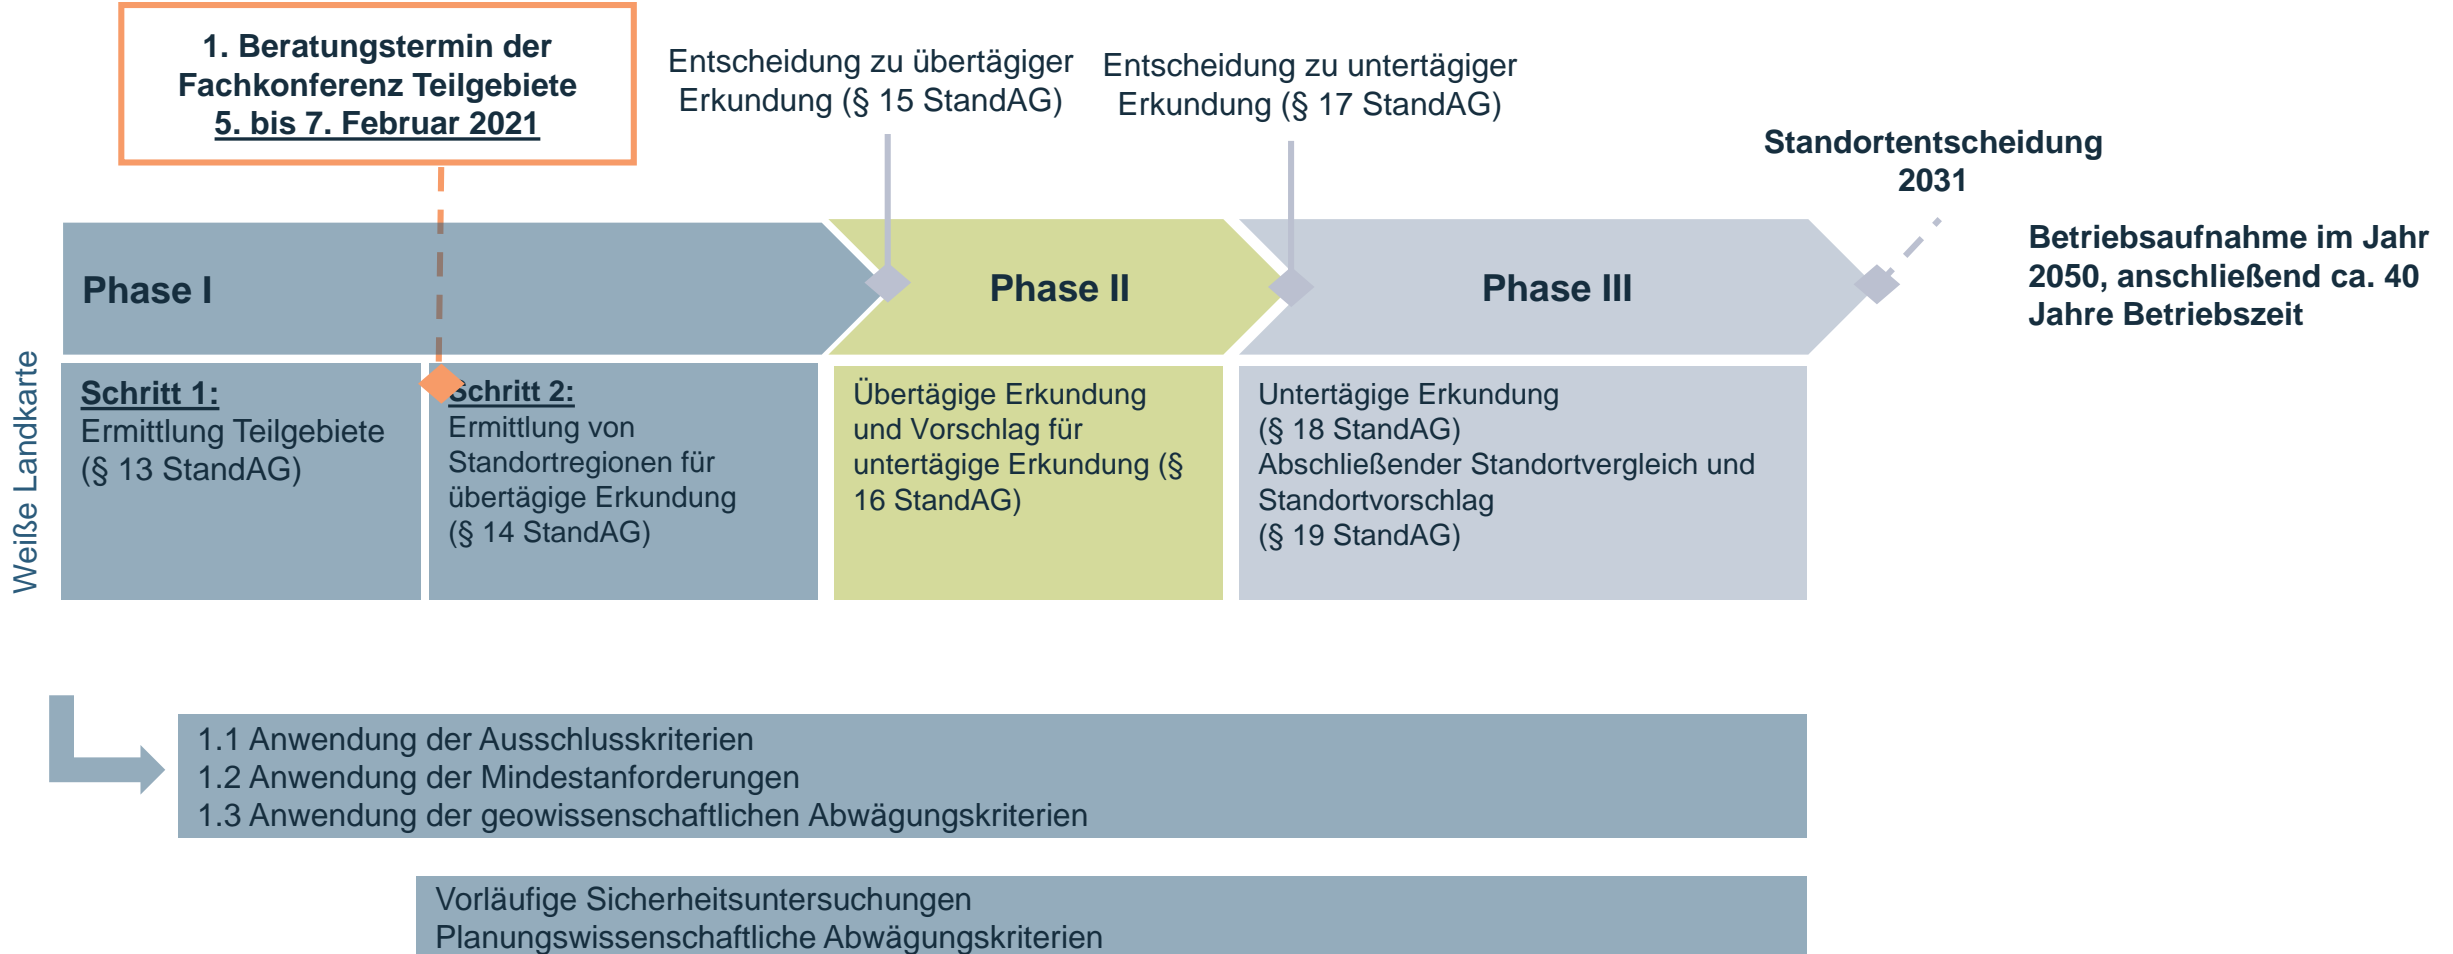 1. Beratungstermin der
Fachkonferenz Teilgebiete
5. bis 7. Februar 2021
Entscheidung zu übertägiger
Erkundung (§ 15 StandAG)
Entscheidung zu untertägiger
Erkundung (§ 17 StandAG)
Standortentscheidung
2031
Betriebsaufnahme im Jahr
2050, anschließend ca. 40
Jahre Betriebszeit
Phase I
Phase II
Phase III
Weiße Landkarte
Schritt 1:
Ermittlung Teilgebiete
(§ 13 StandAG)
Schritt 2:
Ermittlung von
Standortregionen für
übertägige Erkundung
(§ 14 StandAG)
Übertägige Erkundung
und Vorschlag für
untertägige Erkundung (§
16 StandAG)
Untertägige Erkundung
(§ 18 StandAG)
Abschließender Standortvergleich und
Standortvorschlag
(§ 19 StandAG)
1.1 Anwendung der Ausschlusskriterien
1.2 Anwendung der Mindestanforderungen
1.3 Anwendung der geowissenschaftlichen Abwägungskriterien
Vorläufige Sicherheitsuntersuchungen
Planungswissenschaftliche Abwägungskriterien